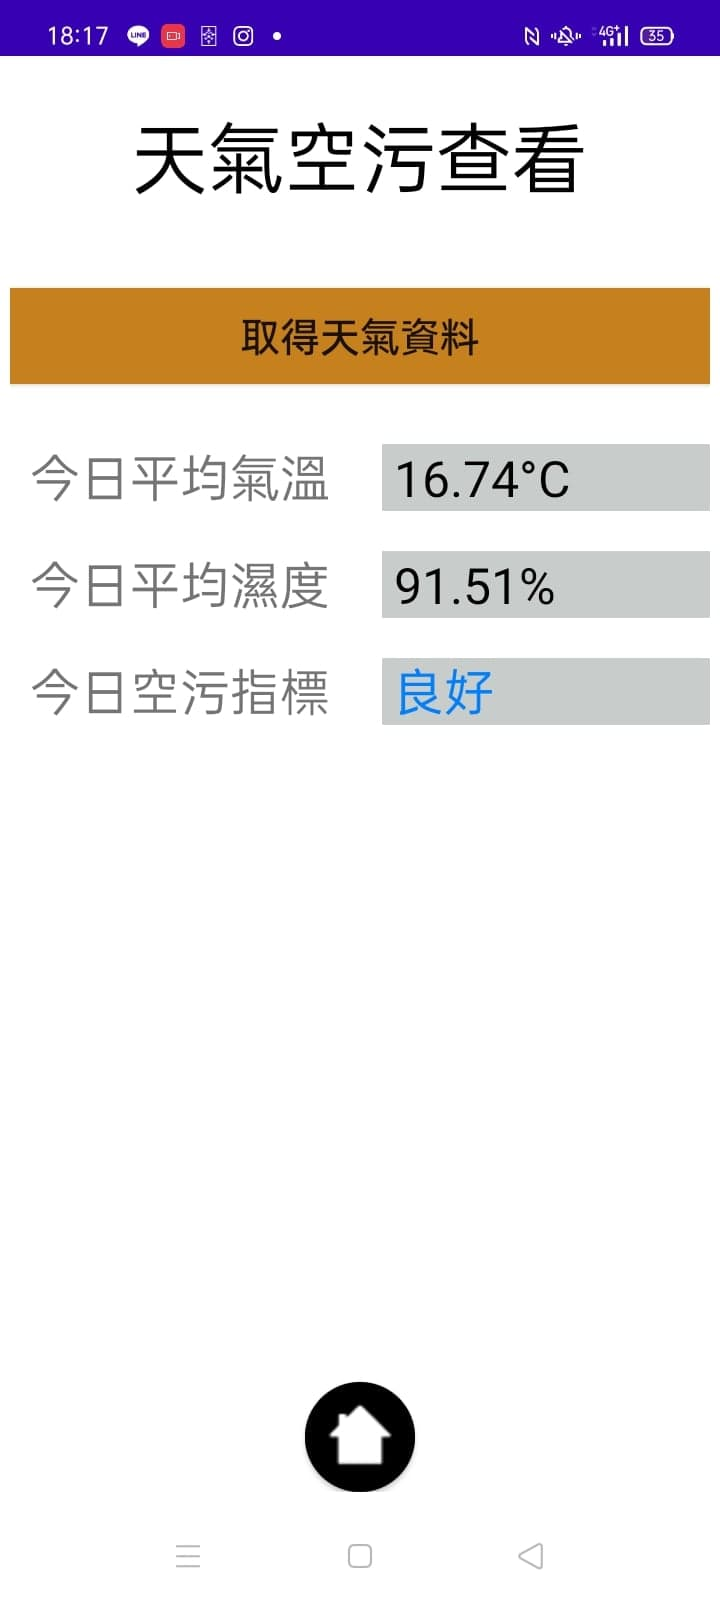 18:17 LINE 4G+ 35
天氣空污查看
取得天氣資料
今日平均氣溫 16.74°C
今日平均濕度 91.51%
今日空污指標 良好